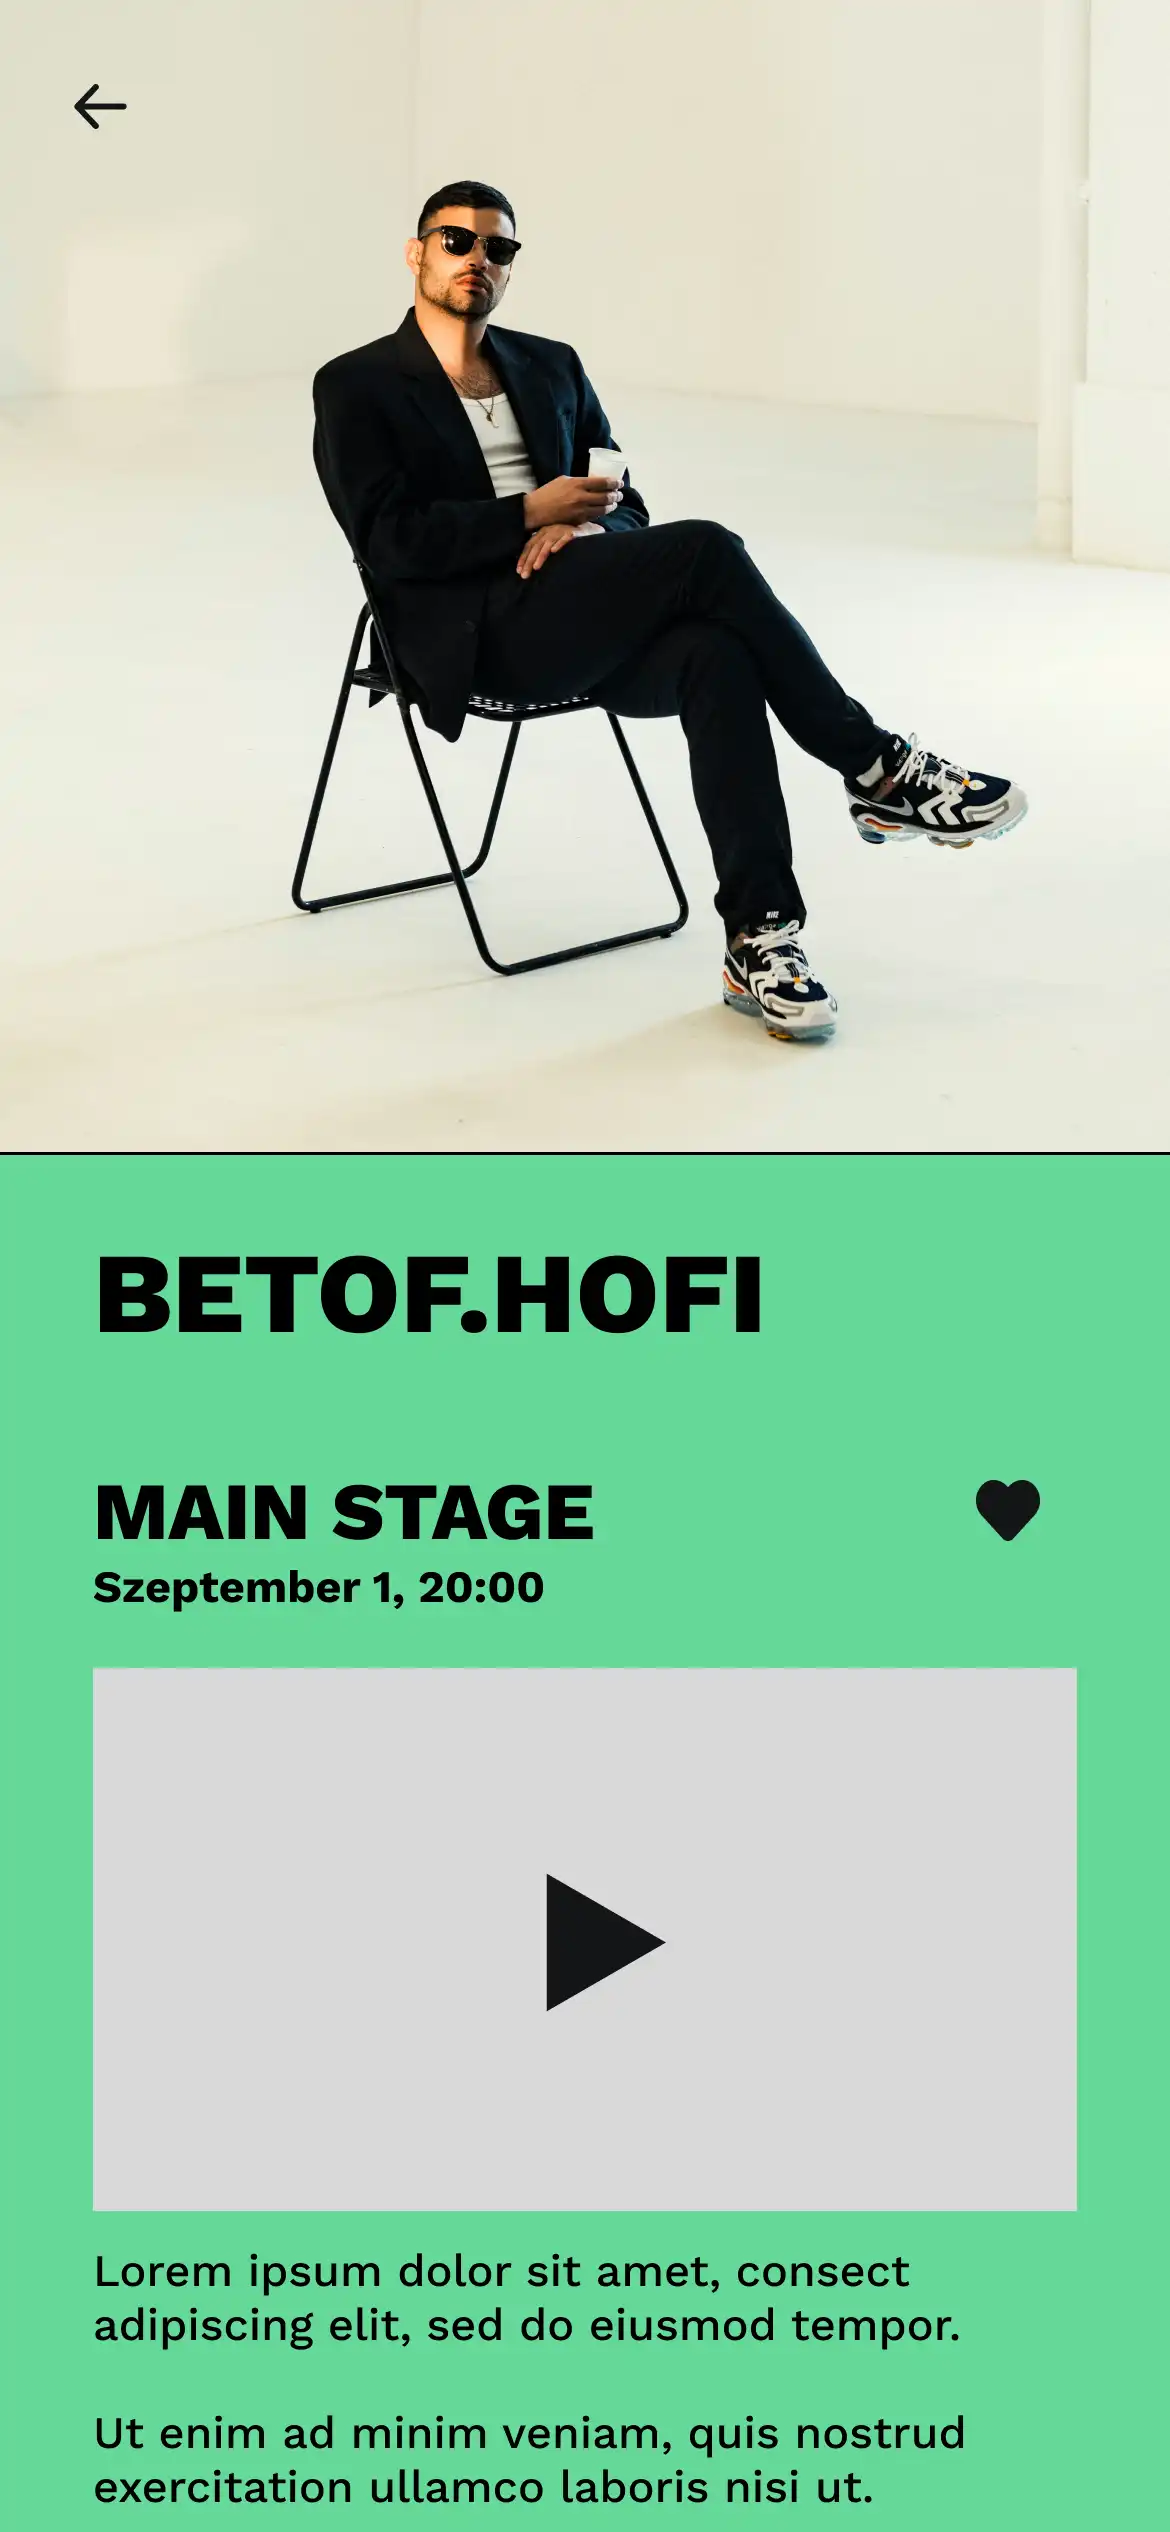 BETOF.HOFI
MAIN STAGE
Szeptember 1, 20:00
Lorem ipsum dolor sit amet, consect
adipiscing elit, sed do eiusmod tempor.
Ut enim ad minim veniam, quis nostrud
exercitation ullamco laboris nisi ut.